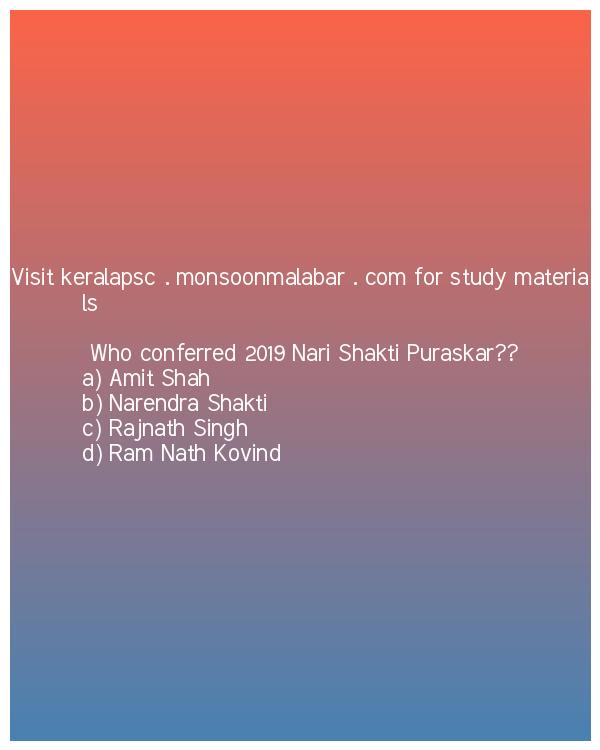 Visit keralapsc . monsoonmalabar . com for study materia
ls
Who conferred 2019 Nari Shakti Puraskar??
a) Amit Shah
b) Narendra Shakti
c) Rajnath Singh
d) Ram Nath Kovind